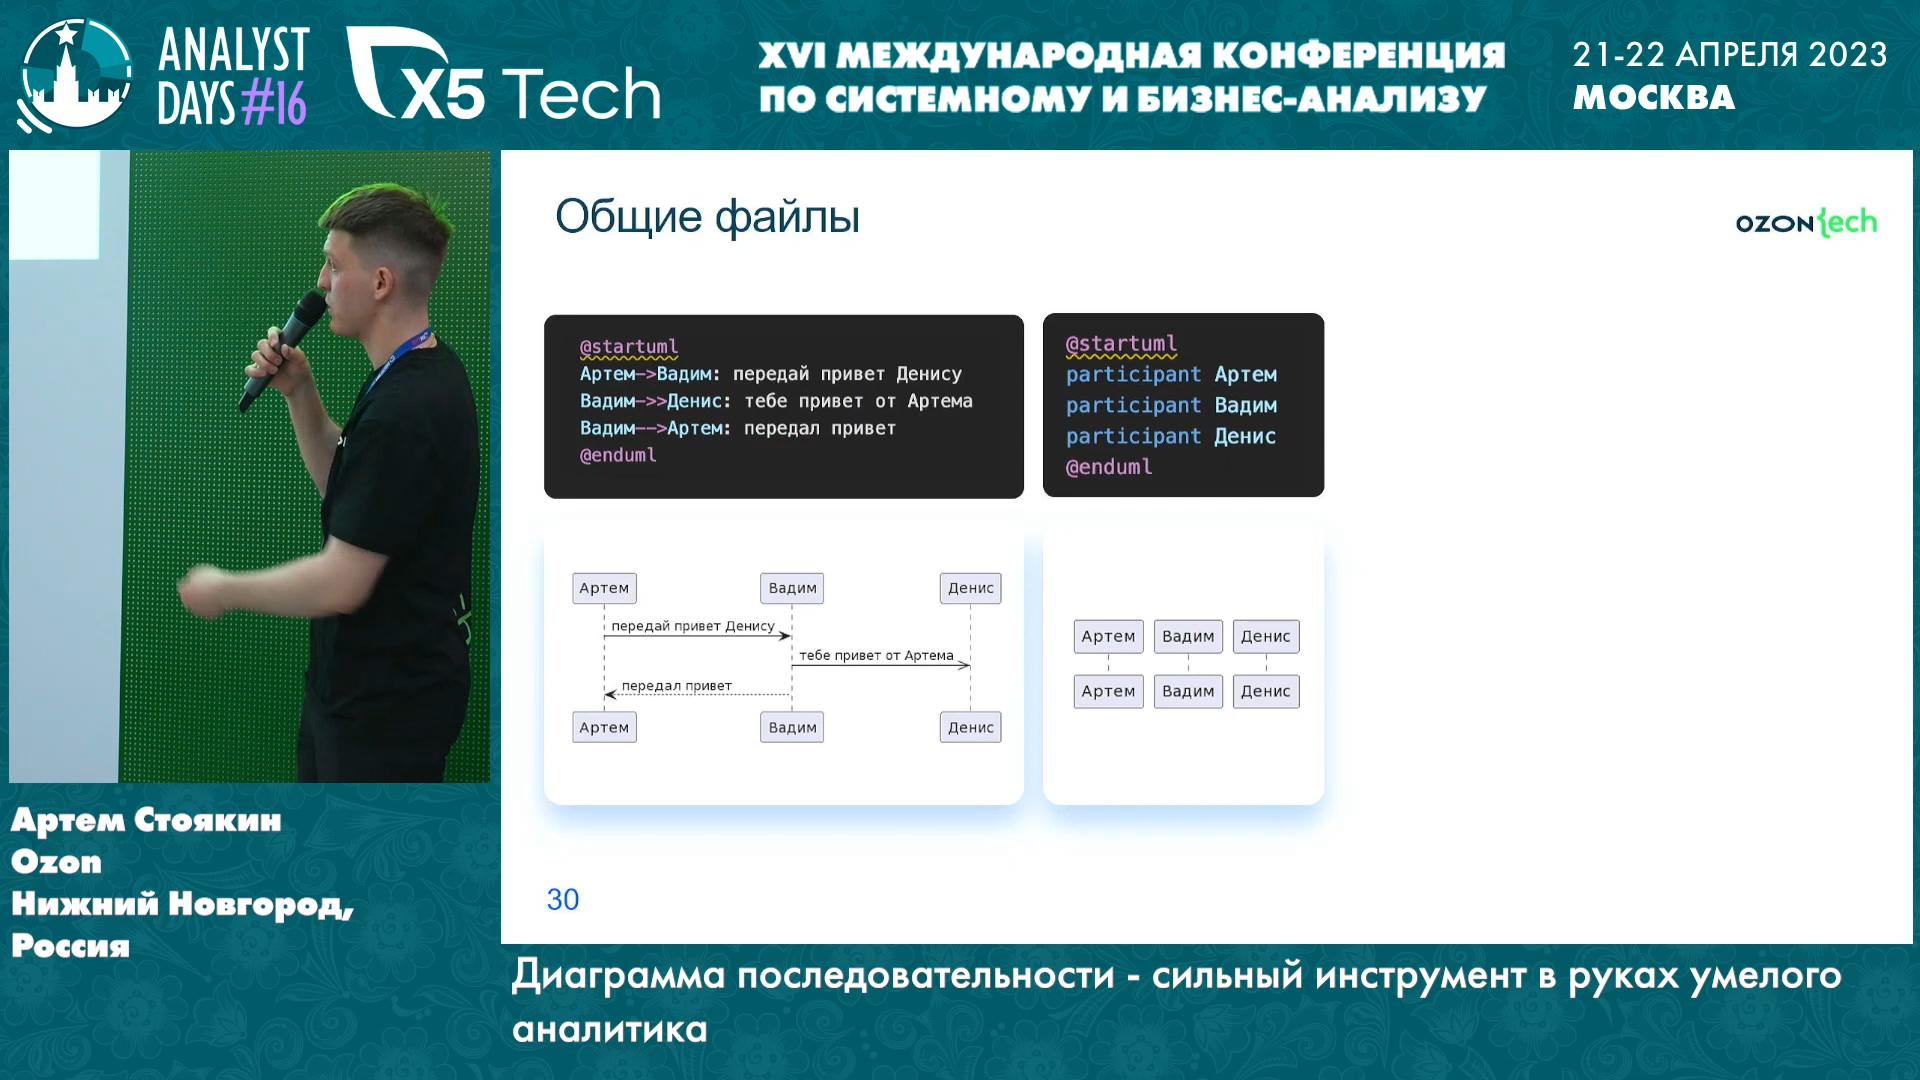 ANALYST
DAYS #16
X5 Tech
XVI МЕЖДУНАРОДНАЯ КОНФЕРЕНЦИЯ
ПО СИСТЕМНОМУ И БИЗНЕС-АНАЛИЗУ
21-22 АПРЕЛЯ 2023
МОСКВА
Общие файлы
OZON{ech
@startuml
Артем->Вадим: передай привет Денису
Вадим->>Денис: тебе привет от Артема
Вадим-->Артем: передал привет
@enduml
@startuml
participant Артем
participant Вадим
participant Денис
@enduml
Артем Вадим Денис
передай привет Денису
тебе привет от Артема
передал привет
Артем Вадим Денис
Артем Вадим Денис
Артем Вадим Денис
30
Артем Стоякин
Ozon
Нижний Новгород,
Россия
Диаграмма последовательности - сильный инструмент в руках умелого
аналитика